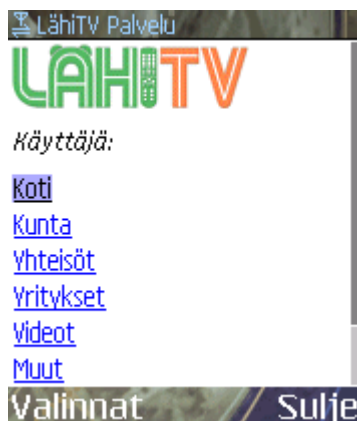 LähiTV Palvelu
LÄHITV
Käyttäjä:
Koti
Kunta
Yhteisöt
Yritykset
Videot
Muut
Valinnat Sulje